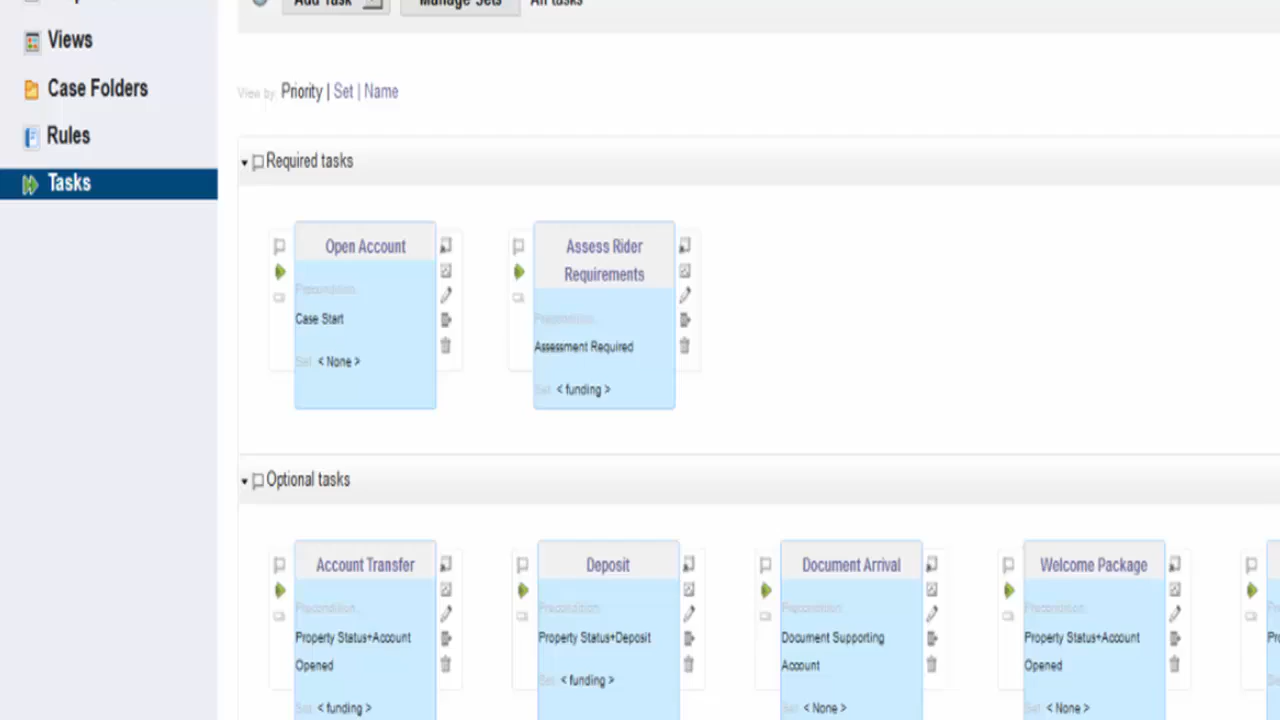 Add Task
Manage Sets
All tasks
Views
Case Folders
Rules
Tasks
View by: Priority | Set | Name
Required tasks
Open Account
Precondition:
Case Start
Set: < None >
Assess Rider
Requirements
Precondition:
Assessment Required
Set: < funding >
Optional tasks
Account Transfer
Precondition:
Property Status+Account
Opened
Set: < funding >
Deposit
Precondition:
Property Status+Deposit
Set: < funding >
Document Arrival
Precondition:
Document Supporting
Account
Set: < None >
Welcome Package
Precondition:
Property Status+Account
Opened
Set: < None >